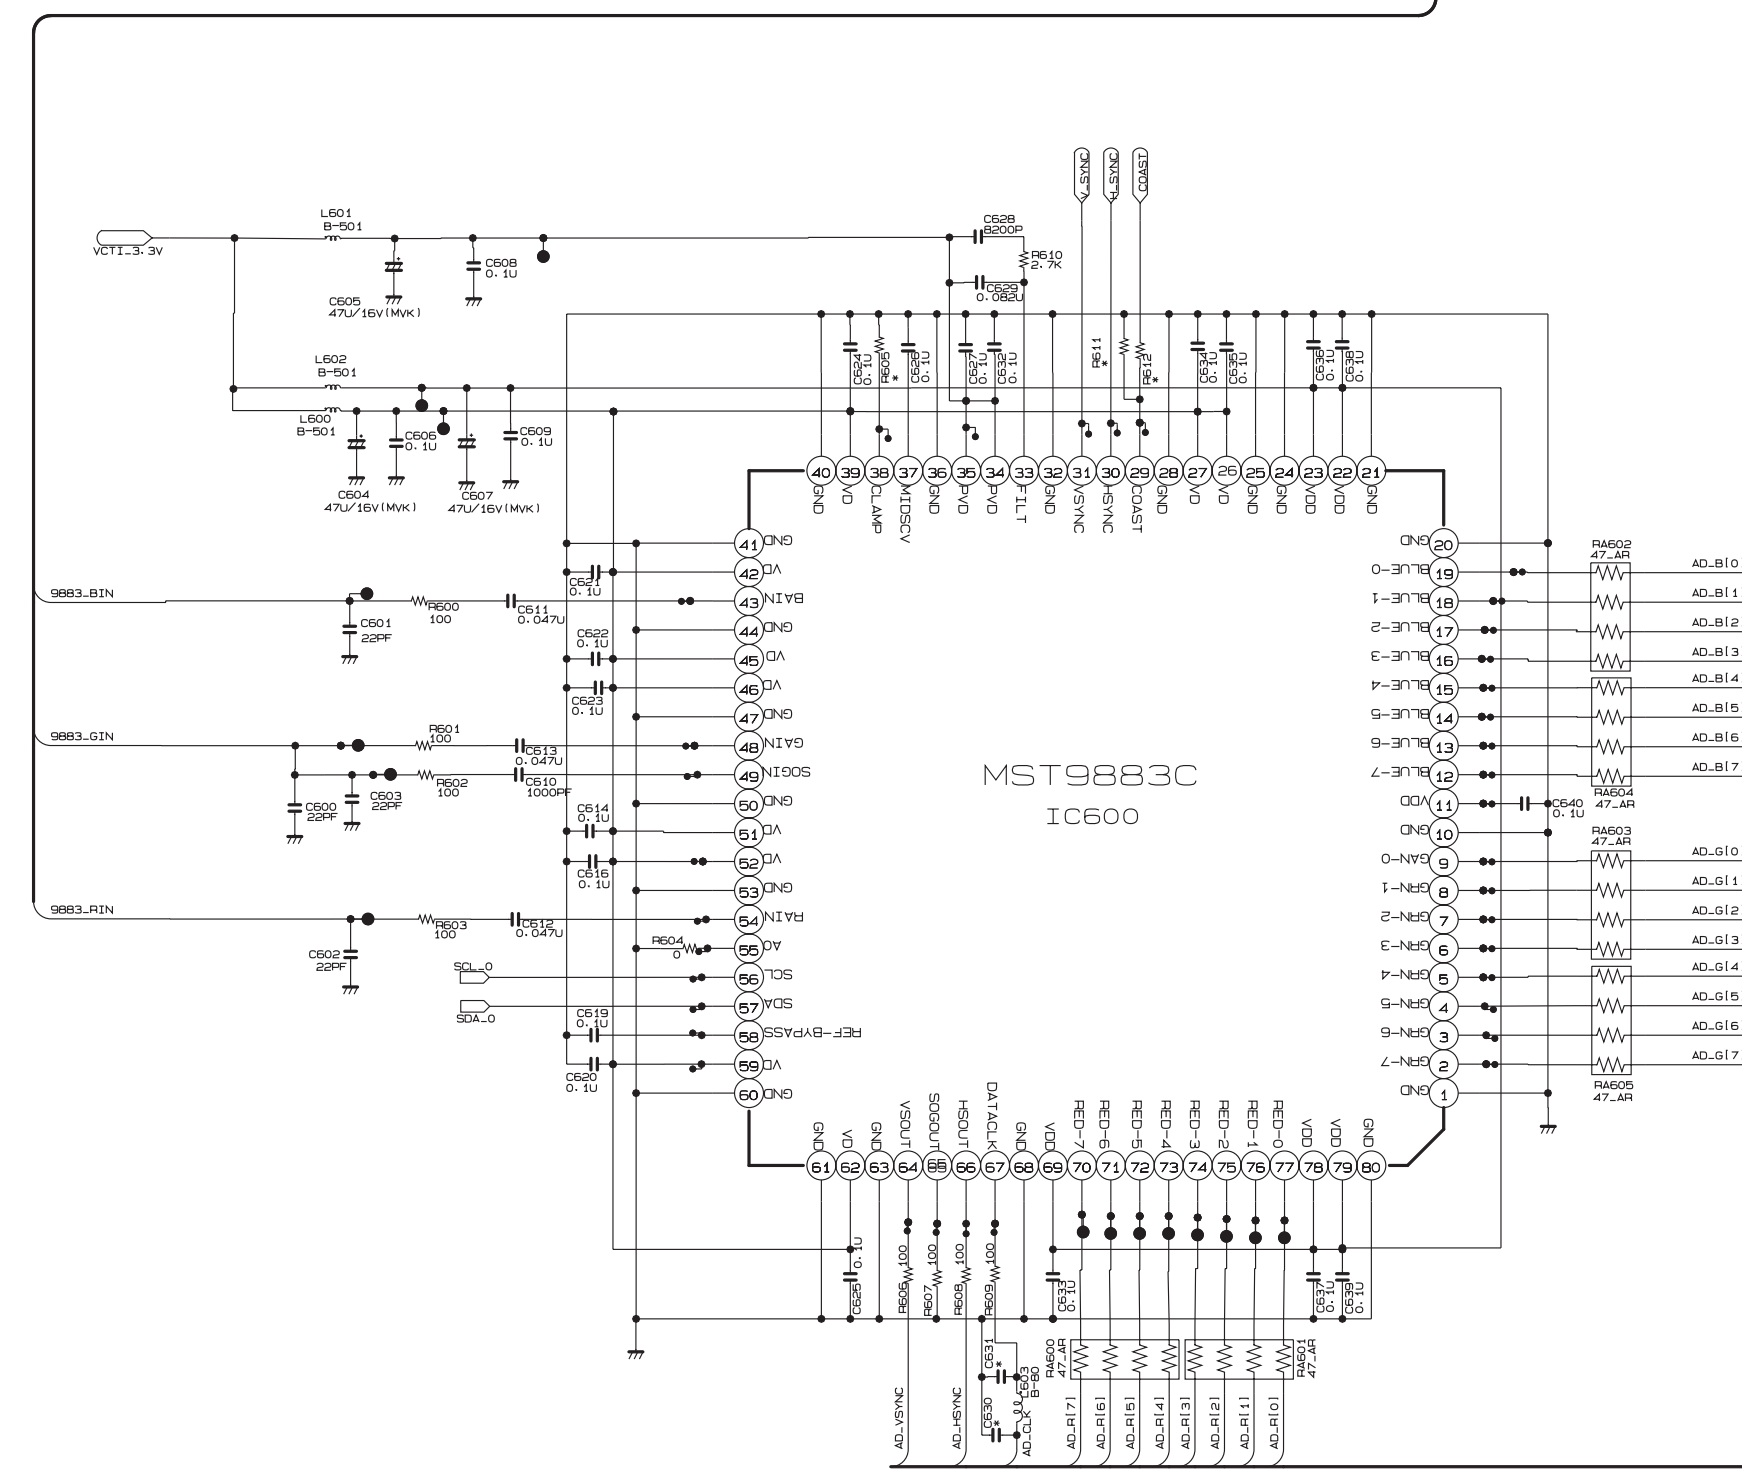 V_SYNC
H_SYNC
COAST
L601
B-501
VCTI_3.3V
C605
47U/16V(MVK)
C608
0.1U
C628
8200P
R610
2.7K
C629
0.082U
L602
B-501
L600
B-501
C606
0.1U
C609
0.1U
C604
47U/16V(MVK)
C607
47U/16V(MVK)
C624
0.1U
R605
*
C626
0.1U
C627
0.1U
C632
0.1U
R611
*
R612
*
C634
0.1U
C635
0.1U
C636
0.1U
C638
0.1U
40 39 38 37 36 35 34 33 32 31 30 29 28 27 26 25 24 23 22 21
GND VD CLAMP MIDSCV GND PVD PVD FILT GND VSYNC HSYNC COAST GND VD VD GND GND VDD VDD GND
41 GND
42 VD
43 BAIN
44 GND
45 VD
46 VD
47 GND
48 GAIN
49 SOGIN
50 GND
51 VD
52 VD
53 GND
54 RAIN
55 A0
56 SCL
57 SDA
58 REF-BYPASS
59 VD
60 GND
C621
0.1U
9883_BIN
R600
100
C611
0.047U
C601
22PF
C622
0.1U
C623
0.1U
9883_GIN
R601
100
C613
0.047U
R602
100
C610
1000PF
C603
22PF
C600
22PF
C614
0.1U
C616
0.1U
9883_RIN
R603
100
C612
0.047U
C602
22PF
R604
0
SCL_0
SDA_0
C619
0.1U
C620
0.1U
MST9883C
IC600
GND 20
BLUE-0 19
BLUE-1 18
BLUE-2 17
BLUE-3 16
BLUE-4 15
BLUE-5 14
BLUE-6 13
BLUE-7 12
VDD 11
GND 10
GAN-0 9
GRN-1 8
GRN-2 7
GRN-3 6
GRN-4 5
GRN-5 4
GRN-6 3
GRN-7 2
GND 1
RA602
47_AR
AD_B[0
AD_B[1
AD_B[2
AD_B[3
AD_B[4
AD_B[5
AD_B[6
AD_B[7
RA604
47_AR
C640
0.1U
RA603
47_AR
AD_G[0
AD_G[1
AD_G[2
AD_G[3
AD_G[4
AD_G[5
AD_G[6
AD_G[7
RA605
47_AR
GND VD GND VSOUT SOGOUT HSOUT DATACLK GND VDD RED-7 RED-6 RED-5 RED-4 RED-3 RED-2 RED-1 RED-0 VDD VDD GND
61 62 63 64 65 66 67 68 69 70 71 72 73 74 75 76 77 78 79 80
C625
0.1U
R606
100
R607
100
R608
100
R609
100
C633
0.1U
C637
0.1U
C639
0.1U
C631
*
C630
*
L603
B-80
RA600
47_AR
RA601
47_AR
AD_VSYNC
AD_HSYNC
AD_CLK
AD_R[7]
AD_R[6]
AD_R[5]
AD_R[4]
AD_R[3]
AD_R[2]
AD_R[1]
AD_R[0]